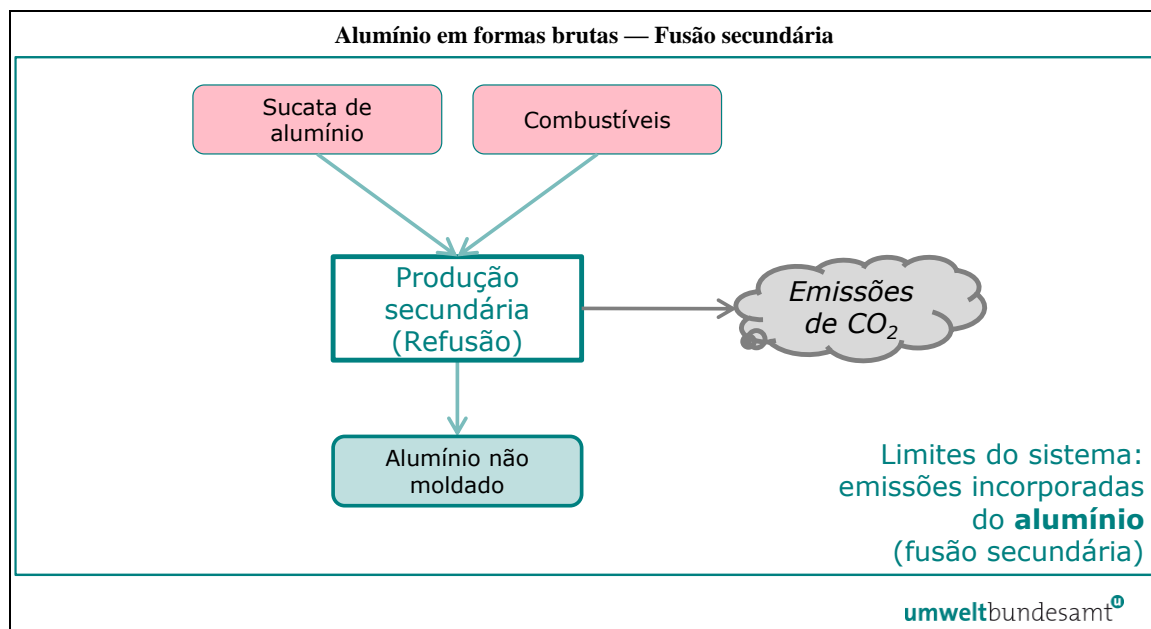 Alumínio em formas brutas — Fusão secundária
Sucata de
alumínio
Combustíveis
Produção
secundária
(Refusão)
Emissões
de CO₂
Alumínio não
moldado
Limites do sistema:
emissões incorporadas
do alumínio
(fusão secundária)
umweltbundesamt
u